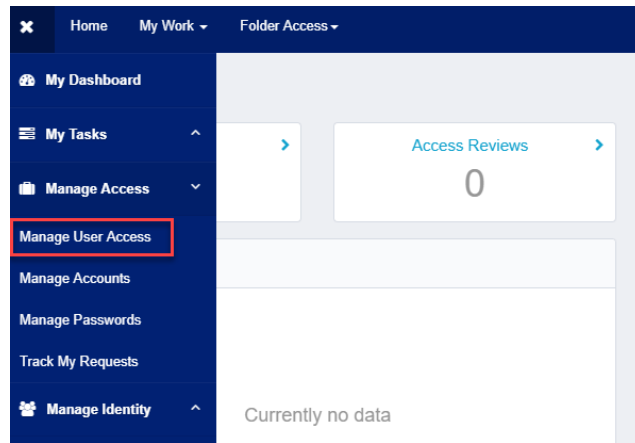 Home My Work Folder Access
My Dashboard
My Tasks
Manage Access
Manage User Access
Manage Accounts
Manage Passwords
Track My Requests
Manage Identity
Access Reviews
0
Currently no data